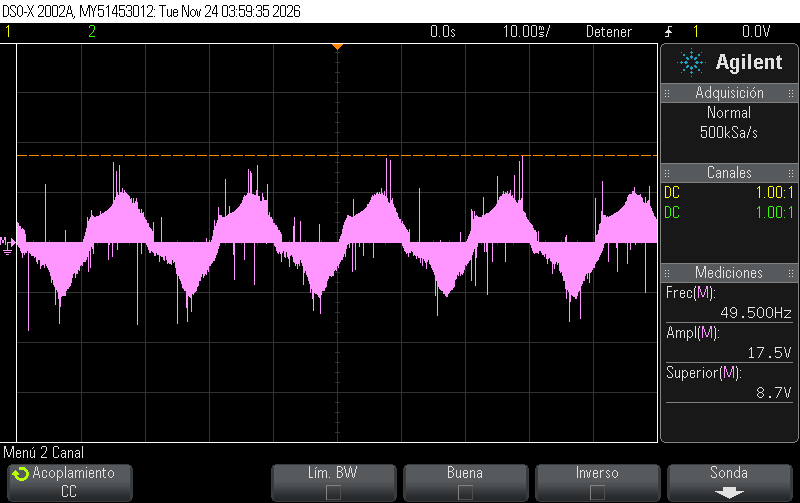 DSO-X 2002A, MY51453012: Tue Nov 24 03:59:35 2026
1 2 0.0s 10.00ms/ Detener 1 0.0V
Agilent
Adquisición
Normal
500kSa/s
Canales
DC 1.00:1
DC 1.00:1
Mediciones
Frec(M):
49.500Hz
Ampl(M):
17.5V
Superior(M):
8.7V
M
Menú 2 Canal
Acoplamiento
CC
Lím. BW
Buena
Inverso
Sonda